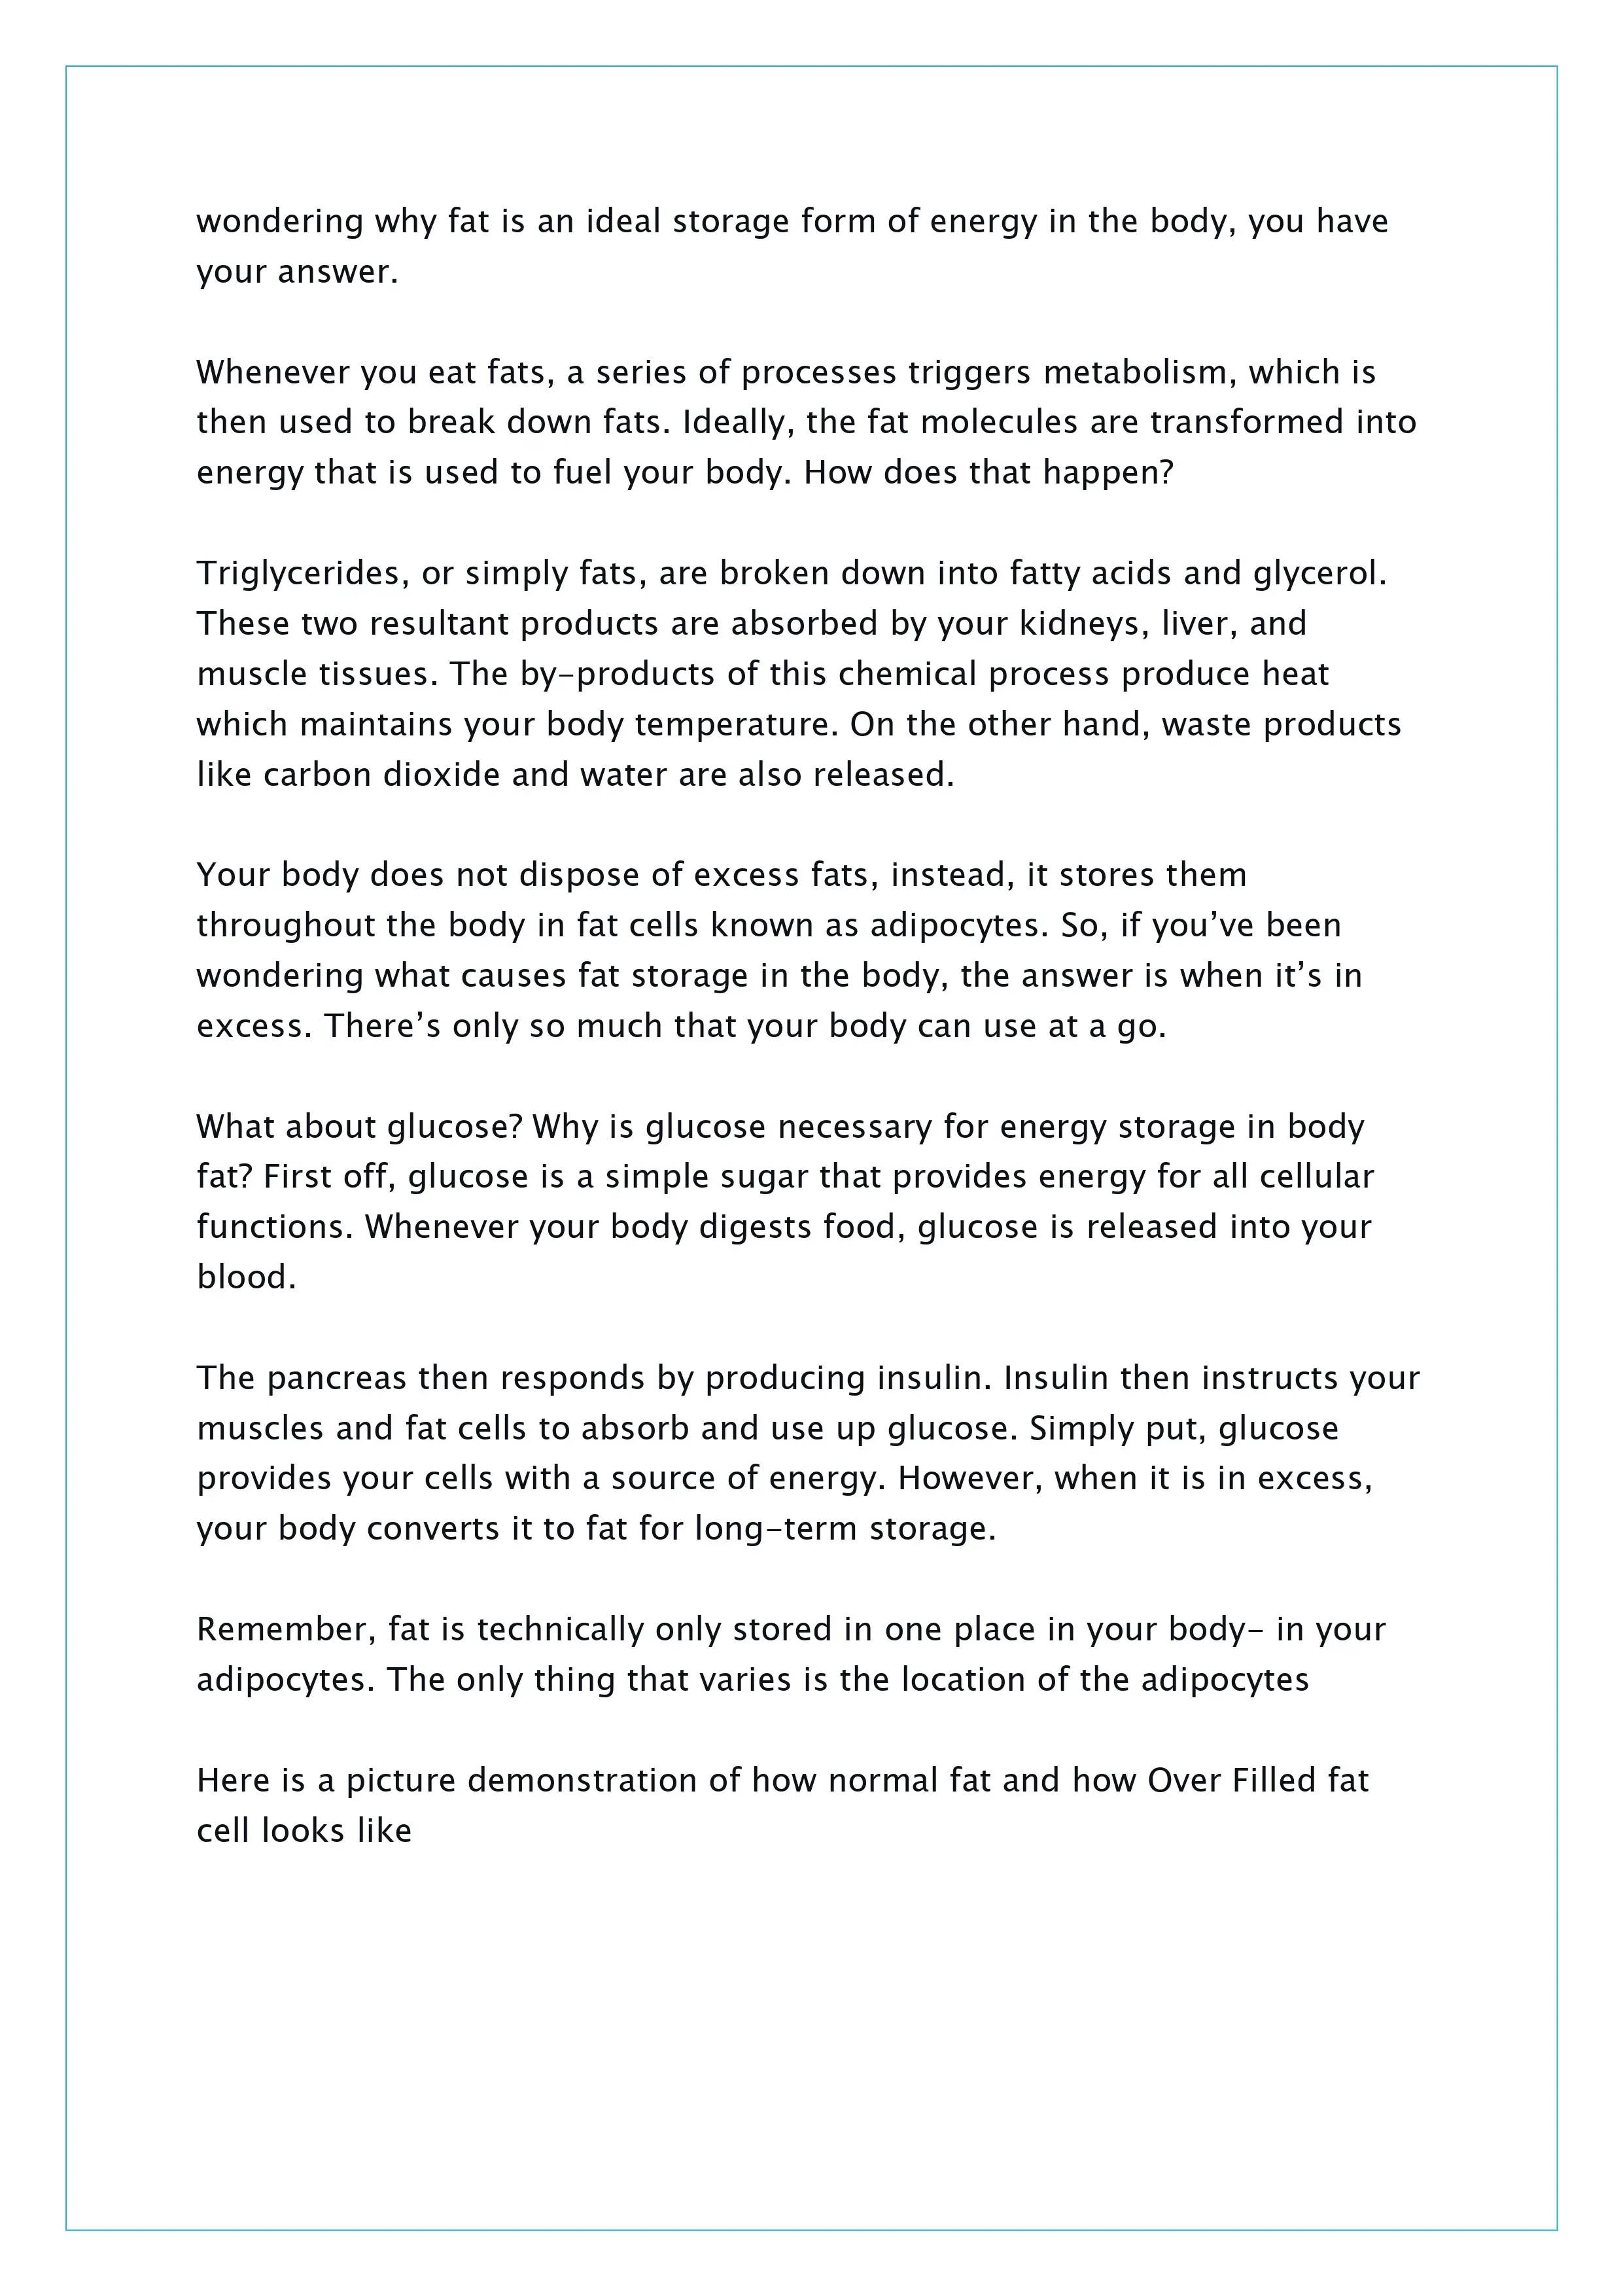 wondering why fat is an ideal storage form of energy in the body, you have
your answer.
Whenever you eat fats, a series of processes triggers metabolism, which is
then used to break down fats. Ideally, the fat molecules are transformed into
energy that is used to fuel your body. How does that happen?
Triglycerides, or simply fats, are broken down into fatty acids and glycerol.
These two resultant products are absorbed by your kidneys, liver, and
muscle tissues. The by-products of this chemical process produce heat
which maintains your body temperature. On the other hand, waste products
like carbon dioxide and water are also released.
Your body does not dispose of excess fats, instead, it stores them
throughout the body in fat cells known as adipocytes. So, if you’ve been
wondering what causes fat storage in the body, the answer is when it’s in
excess. There’s only so much that your body can use at a go.
What about glucose? Why is glucose necessary for energy storage in body
fat? First off, glucose is a simple sugar that provides energy for all cellular
functions. Whenever your body digests food, glucose is released into your
blood.
The pancreas then responds by producing insulin. Insulin then instructs your
muscles and fat cells to absorb and use up glucose. Simply put, glucose
provides your cells with a source of energy. However, when it is in excess,
your body converts it to fat for long-term storage.
Remember, fat is technically only stored in one place in your body- in your
adipocytes. The only thing that varies is the location of the adipocytes
Here is a picture demonstration of how normal fat and how Over Filled fat
cell looks like